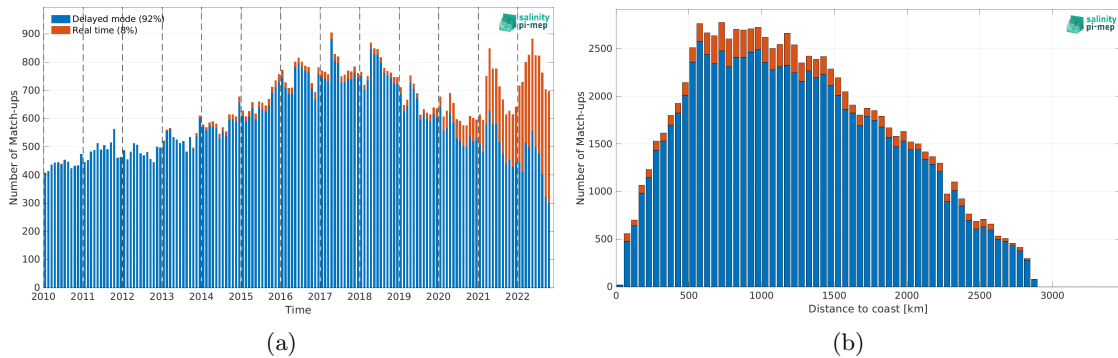 Delayed mode (92%)
Real time (8%)
salinity
pi-mep
Number of Match-ups
900
800
700
600
500
400
300
200
100
0
2010 2011 2012 2013 2014 2015 2016 2017 2018 2019 2020 2021 2022
Time
(a)
salinity
pi-mep
Number of Match-ups
2500
2000
1500
1000
500
0
0 500 1000 1500 2000 2500 3000
Distance to coast [km]
(b)